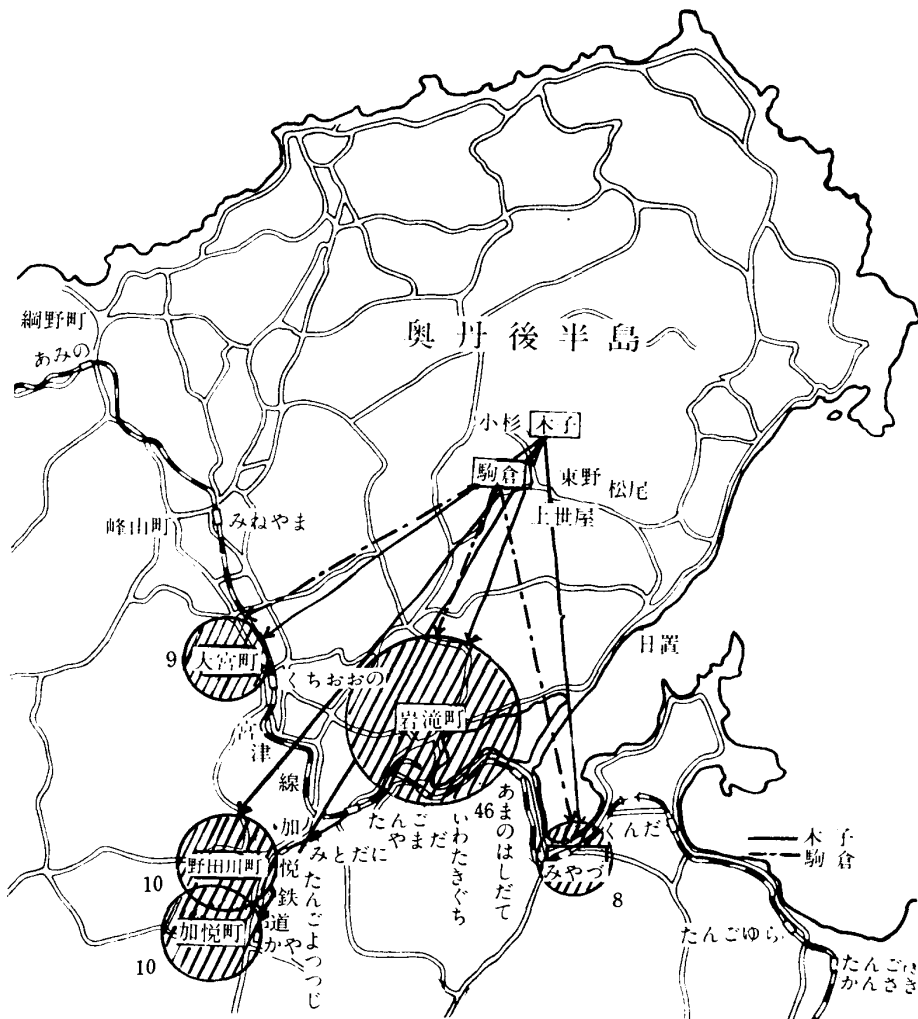 奥丹後半島
網野町
あみの
小杉
木子
駒倉
東野
松尾
上世屋
峰山町
みねやま
日置
9
大宮町
くちおおの
岩滝町
宮津線
46
加悦鉄道
たんごやまだ
いわたきぐち
あまのはしだて
くんだ
木子
駒倉
みとだに
野田川町
10
みやづ
8
たんごよつつじ
加悦町
かや
10
たんごゆら
たんご
かんざき